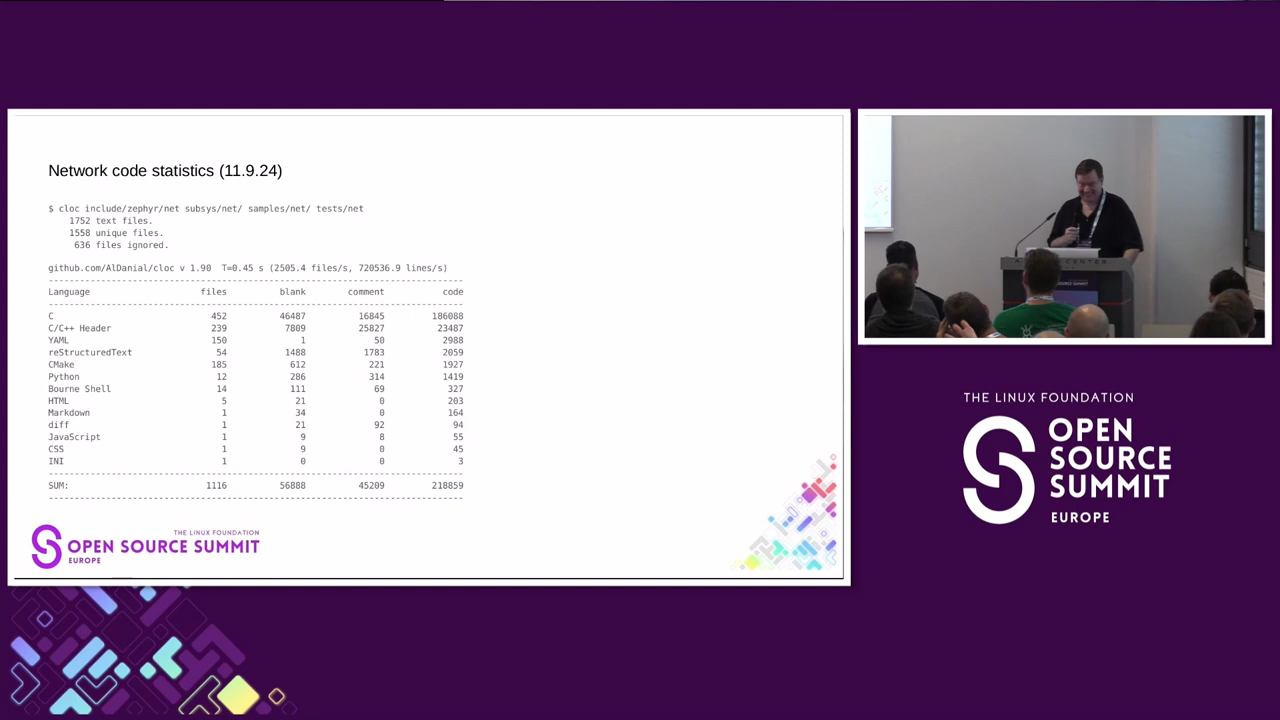 Network code statistics (11.9.24)
$ cloc include/zephyr/net subsys/net/ samples/net/ tests/net
1752 text files.
1558 unique files.
636 files ignored.
github.com/AlDanial/cloc v 1.90 T=0.45 s (2505.4 files/s, 720536.9 lines/s)
-------------------------------------------------------------------------------
Language files blank comment code
-------------------------------------------------------------------------------
C 452 46487 16845 186088
C/C++ Header 239 7809 25827 23487
YAML 150 1 50 2988
reStructuredText 54 1488 1783 2059
CMake 185 612 221 1927
Python 12 286 314 1419
Bourne Shell 14 111 69 327
HTML 5 21 0 203
Markdown 1 34 0 164
diff 1 21 92 94
JavaScript 1 9 8 55
CSS 1 9 0 45
INI 1 0 0 3
-------------------------------------------------------------------------------
SUM: 1116 56888 45209 218859
-------------------------------------------------------------------------------
THE LINUX FOUNDATION
OPEN SOURCE SUMMIT
EUROPE
THE LINUX FOUNDATION
OPEN
SOURCE
SUMMIT
EUROPE